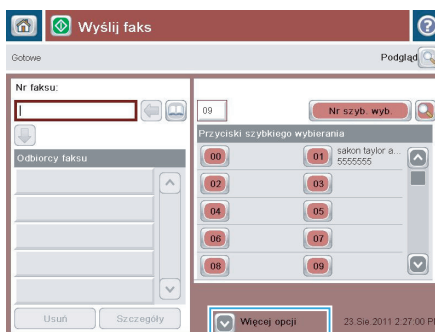 Wyślij faks
Gotowe
Podgląd
Nr faksu:
09
Nr szyb. wyb.
Przyciski szybkiego wybierania
Odbiorcy faksu
00
01 sakon taylor a...
5555555
02
03
04
05
06
07
08
09
Usuń
Szczegóły
Więcej opcji
23 Sie 2011 2:27:00 P